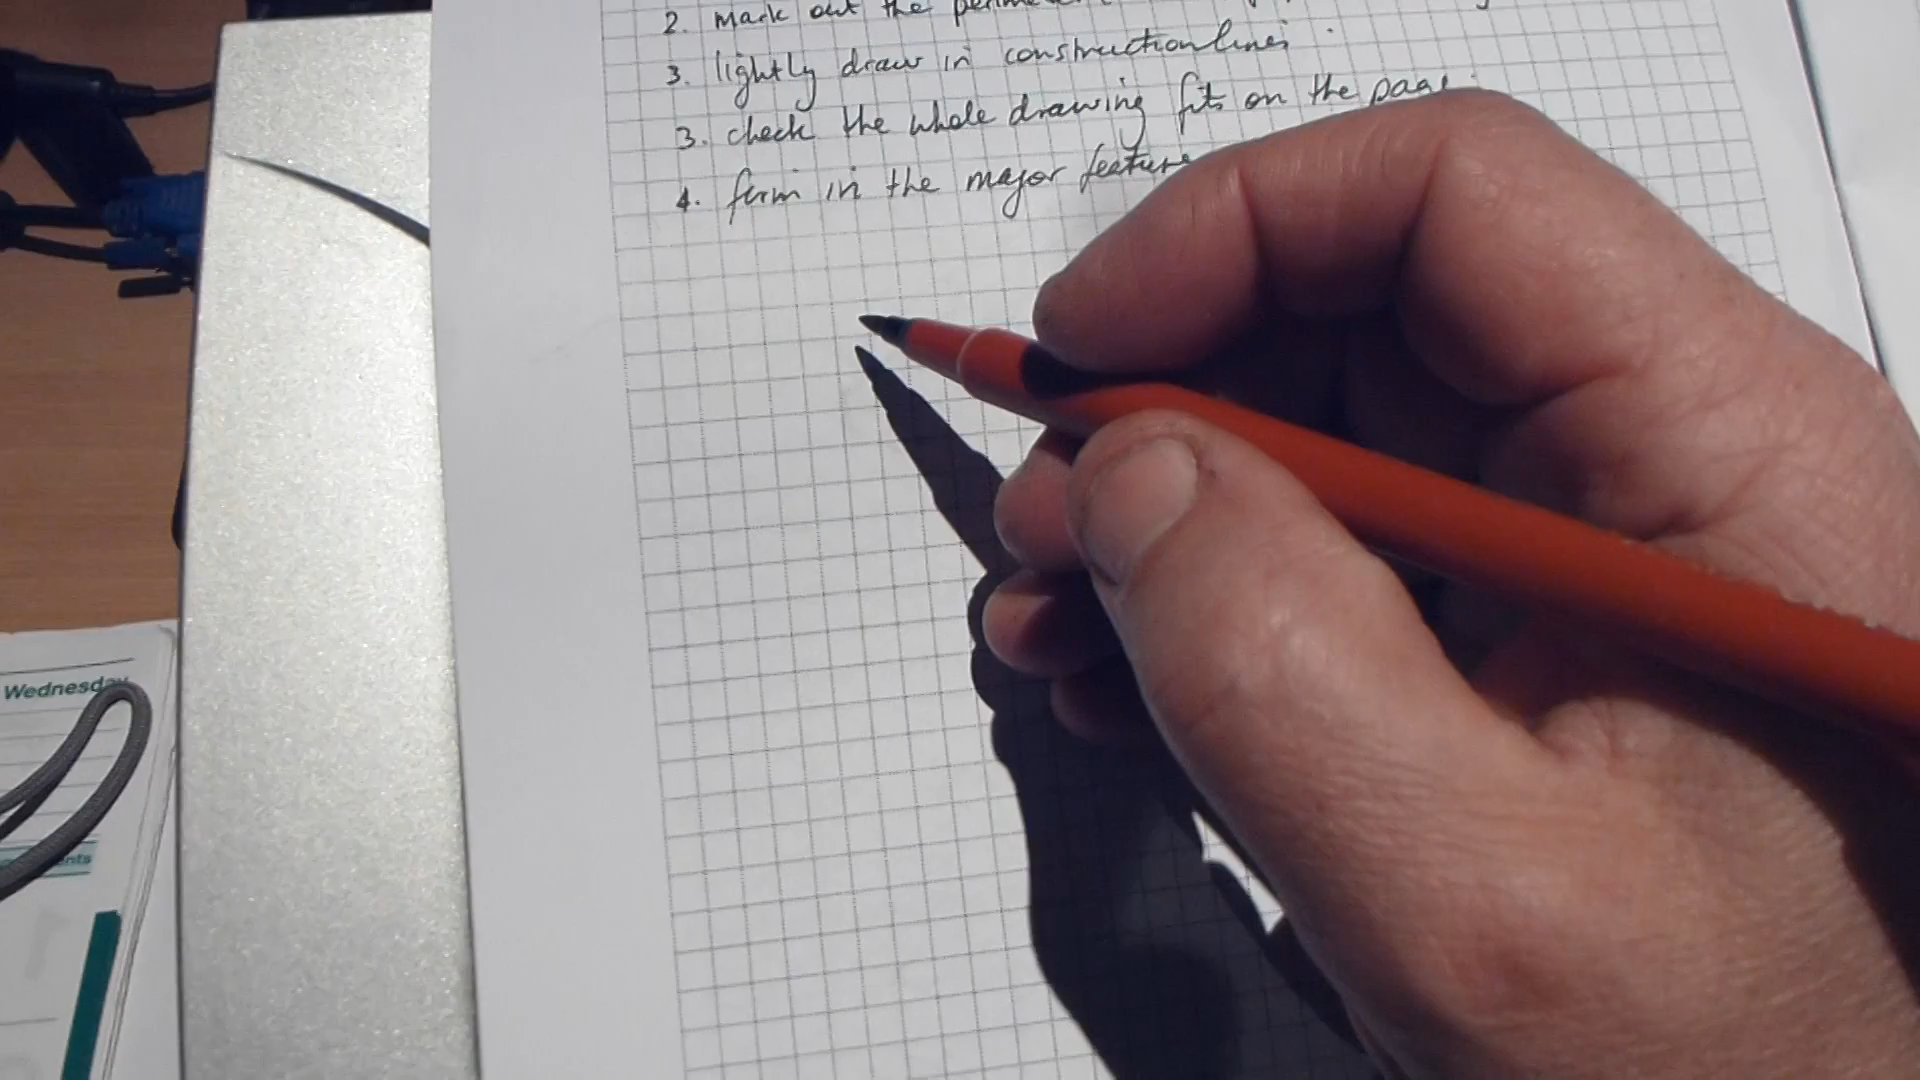 2. mark out the
3. lightly draw in construction lines.
3. check the whole drawing fits on the page.
4. firm in the major feature
Wednesday